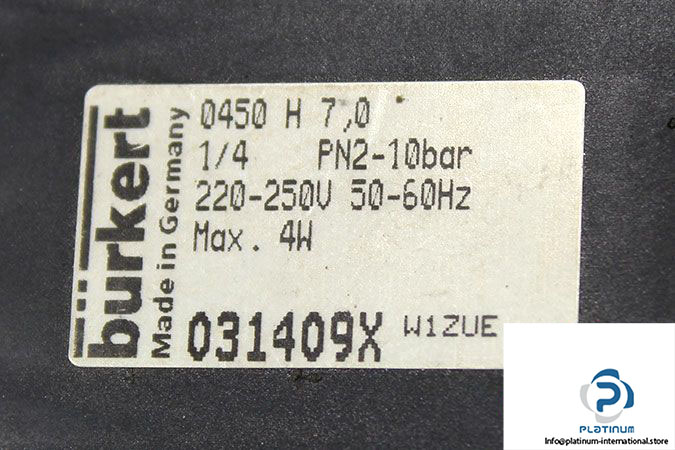 bürkert
Made in Germany
0450 H 7,0
1/4 PN2-10bar
220-250V 50-60Hz
Max. 4W
031409X W1ZUE
PLATINUM
Info@platinum-international.store